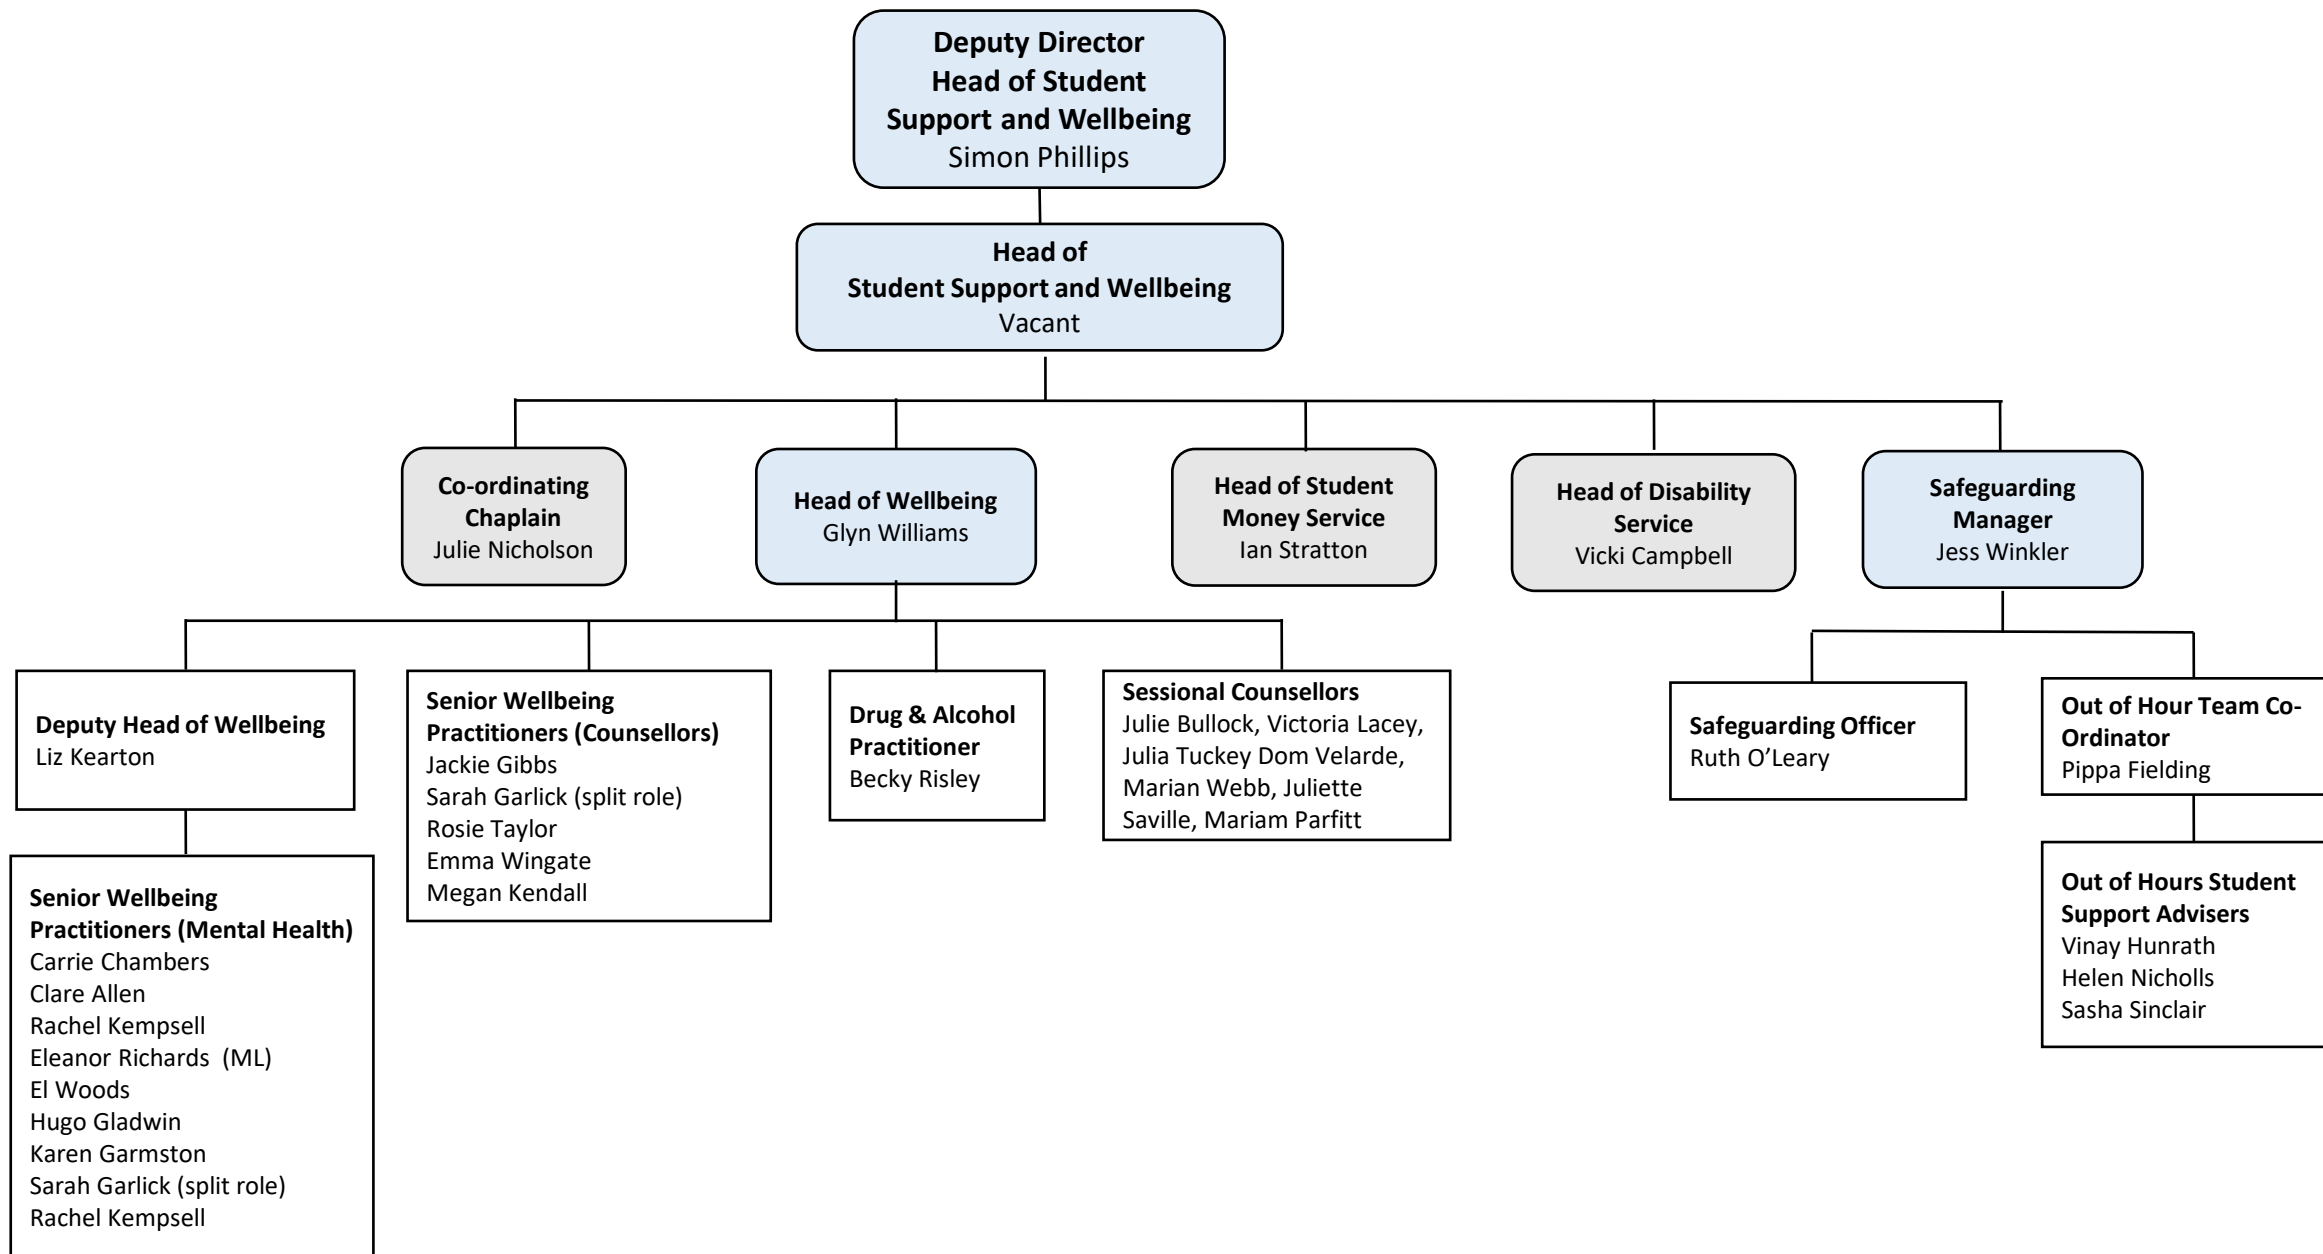 Deputy Director
Head of Student
Support and Wellbeing
Simon Phillips
Head of
Student Support and Wellbeing
Vacant
Co-ordinating
Chaplain
Julie Nicholson
Head of Wellbeing
Glyn Williams
Head of Student
Money Service
Ian Stratton
Head of Disability
Service
Vicki Campbell
Safeguarding
Manager
Jess Winkler
Deputy Head of Wellbeing
Liz Kearton
Senior Wellbeing
Practitioners (Mental Health)
Carrie Chambers
Clare Allen
Rachel Kempsell
Eleanor Richards  (ML)
El Woods
Hugo Gladwin
Karen Garmston
Sarah Garlick (split role)
Rachel Kempsell
Senior Wellbeing
Practitioners (Counsellors)
Jackie Gibbs
Sarah Garlick (split role)
Rosie Taylor
Emma Wingate
Megan Kendall
Drug & Alcohol
Practitioner
Becky Risley
Sessional Counsellors
Julie Bullock, Victoria Lacey,
Julia Tuckey Dom Velarde,
Marian Webb, Juliette
Saville, Mariam Parfitt
Safeguarding Officer
Ruth O’Leary
Out of Hour Team Co-
Ordinator
Pippa Fielding
Out of Hours Student
Support Advisers
Vinay Hunrath
Helen Nicholls
Sasha Sinclair